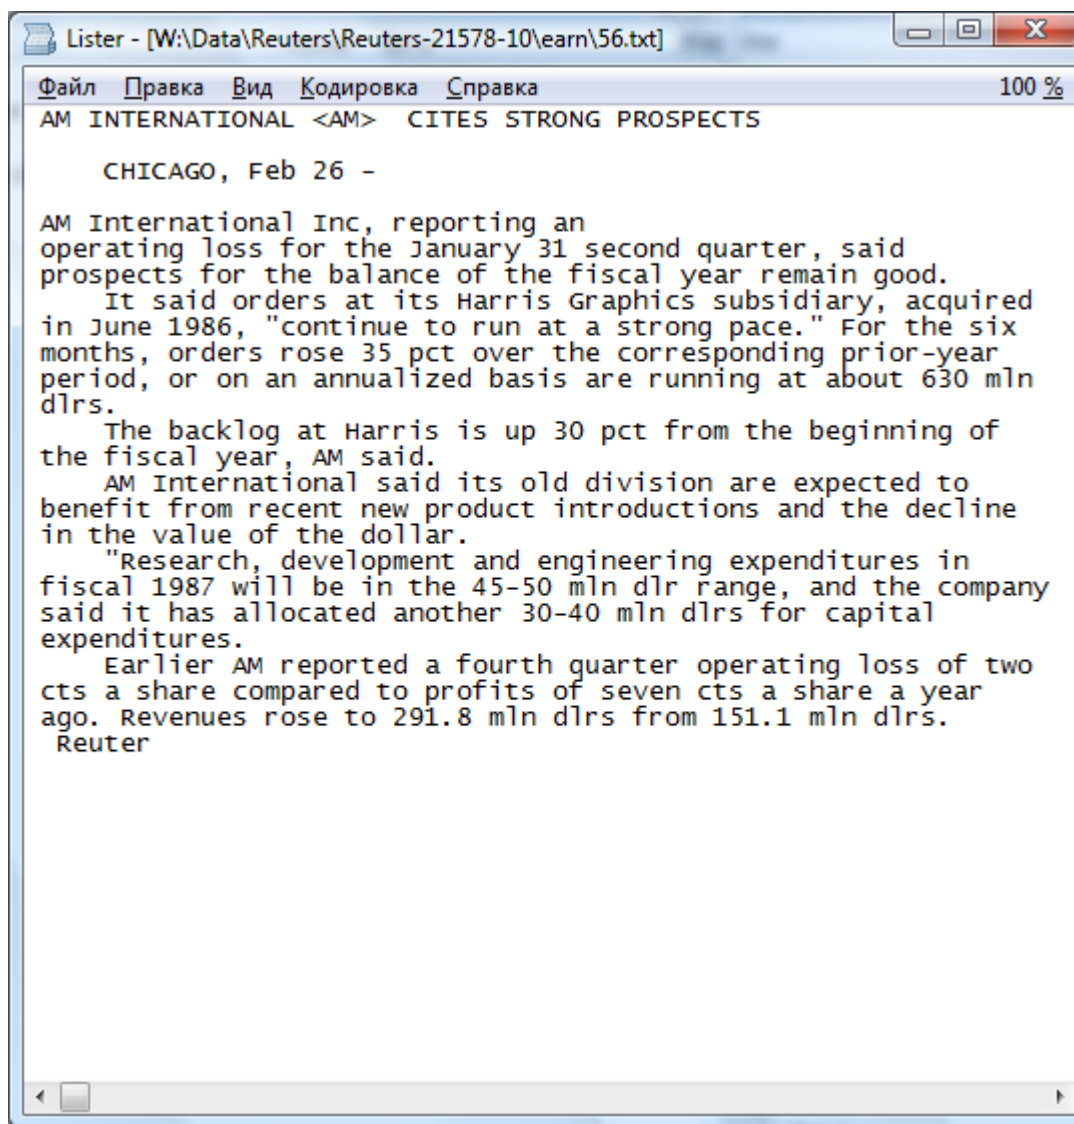 Lister - [W:\Data\Reuters\Reuters-21578-10\earn\56.txt]
Файл Правка Вид Кодировка Справка 100 %
AM INTERNATIONAL <AM>  CITES STRONG PROSPECTS
CHICAGO, Feb 26 -
AM International Inc, reporting an
operating loss for the January 31 second quarter, said
prospects for the balance of the fiscal year remain good.
It said orders at its Harris Graphics subsidiary, acquired
in June 1986, "continue to run at a strong pace." For the six
months, orders rose 35 pct over the corresponding prior-year
period, or on an annualized basis are running at about 630 mln
dlrs.
The backlog at Harris is up 30 pct from the beginning of
the fiscal year, AM said.
AM International said its old division are expected to
benefit from recent new product introductions and the decline
in the value of the dollar.
"Research, development and engineering expenditures in
fiscal 1987 will be in the 45-50 mln dlr range, and the company
said it has allocated another 30-40 mln dlrs for capital
expenditures.
Earlier AM reported a fourth quarter operating loss of two
cts a share compared to profits of seven cts a share a year
ago. Revenues rose to 291.8 mln dlrs from 151.1 mln dlrs.
Reuter